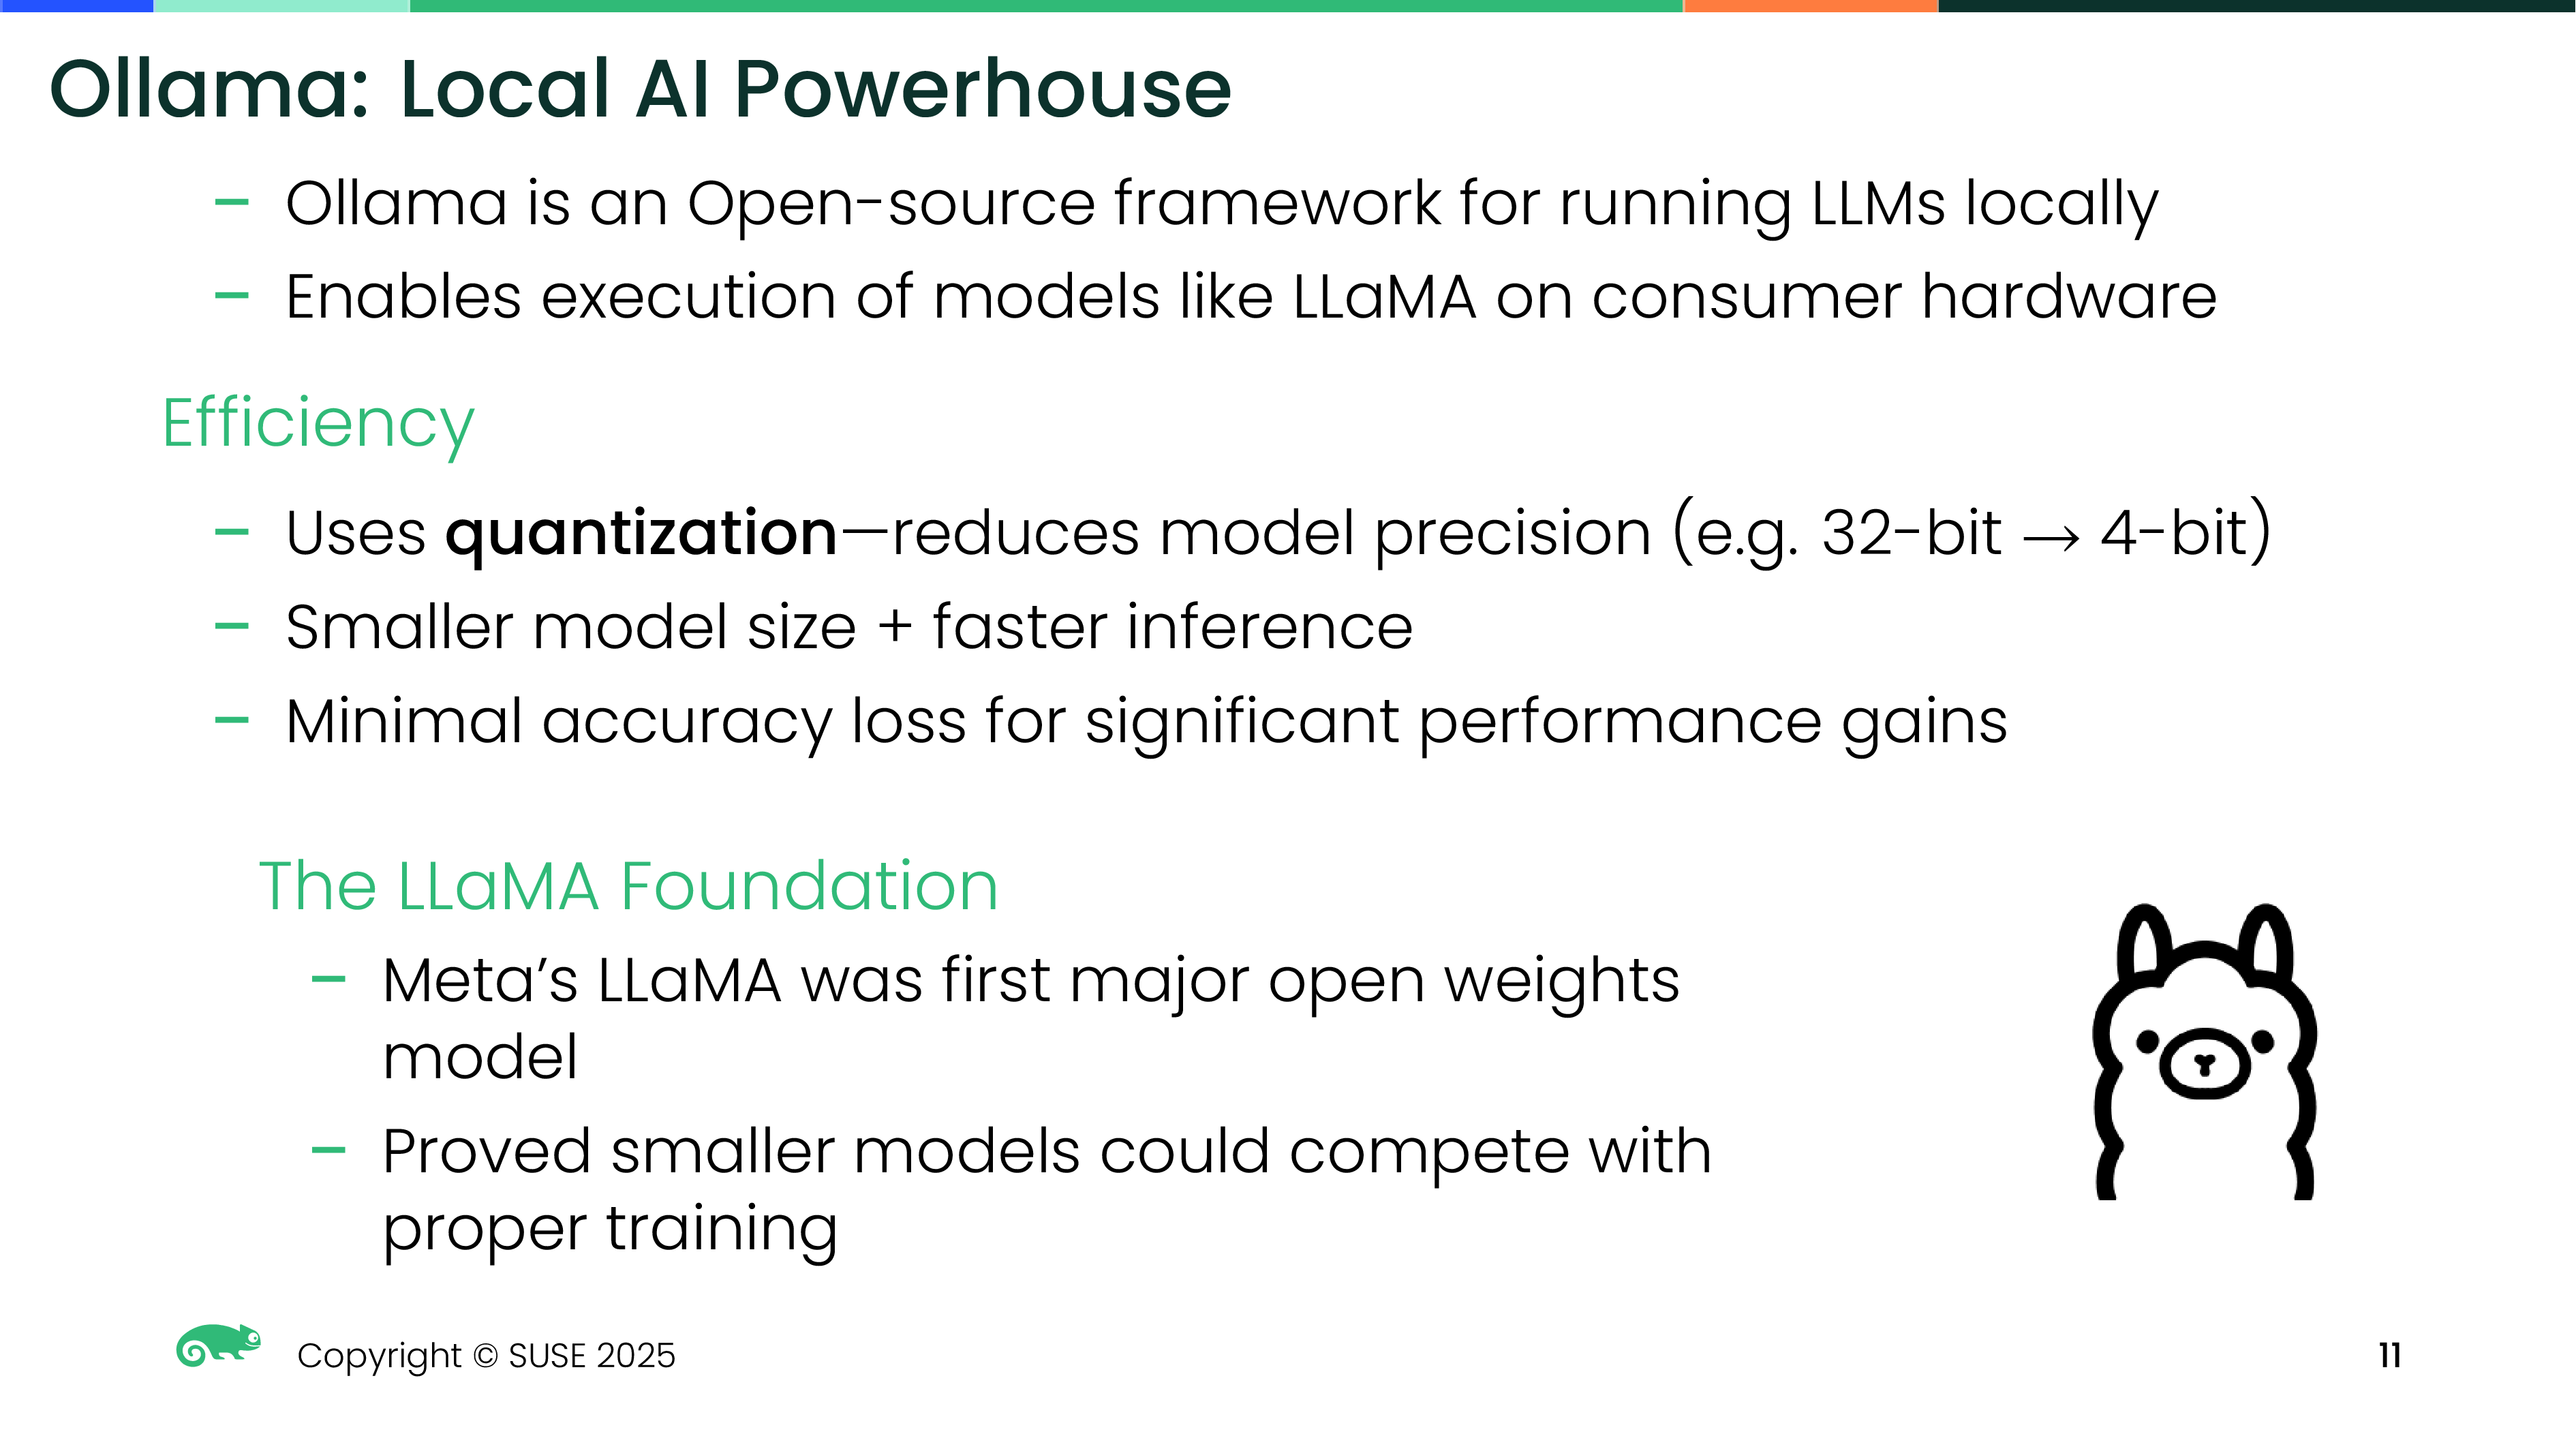 Ollama: Local AI Powerhouse
– Ollama is an Open-source framework for running LLMs locally
– Enables execution of models like LLaMA on consumer hardware
Efficiency
– Uses quantization—reduces model precision (e.g. 32-bit → 4-bit)
– Smaller model size + faster inference
– Minimal accuracy loss for significant performance gains
The LLaMA Foundation
– Meta’s LLaMA was first major open weights
model
– Proved smaller models could compete with
proper training
Copyright © SUSE 2025
11